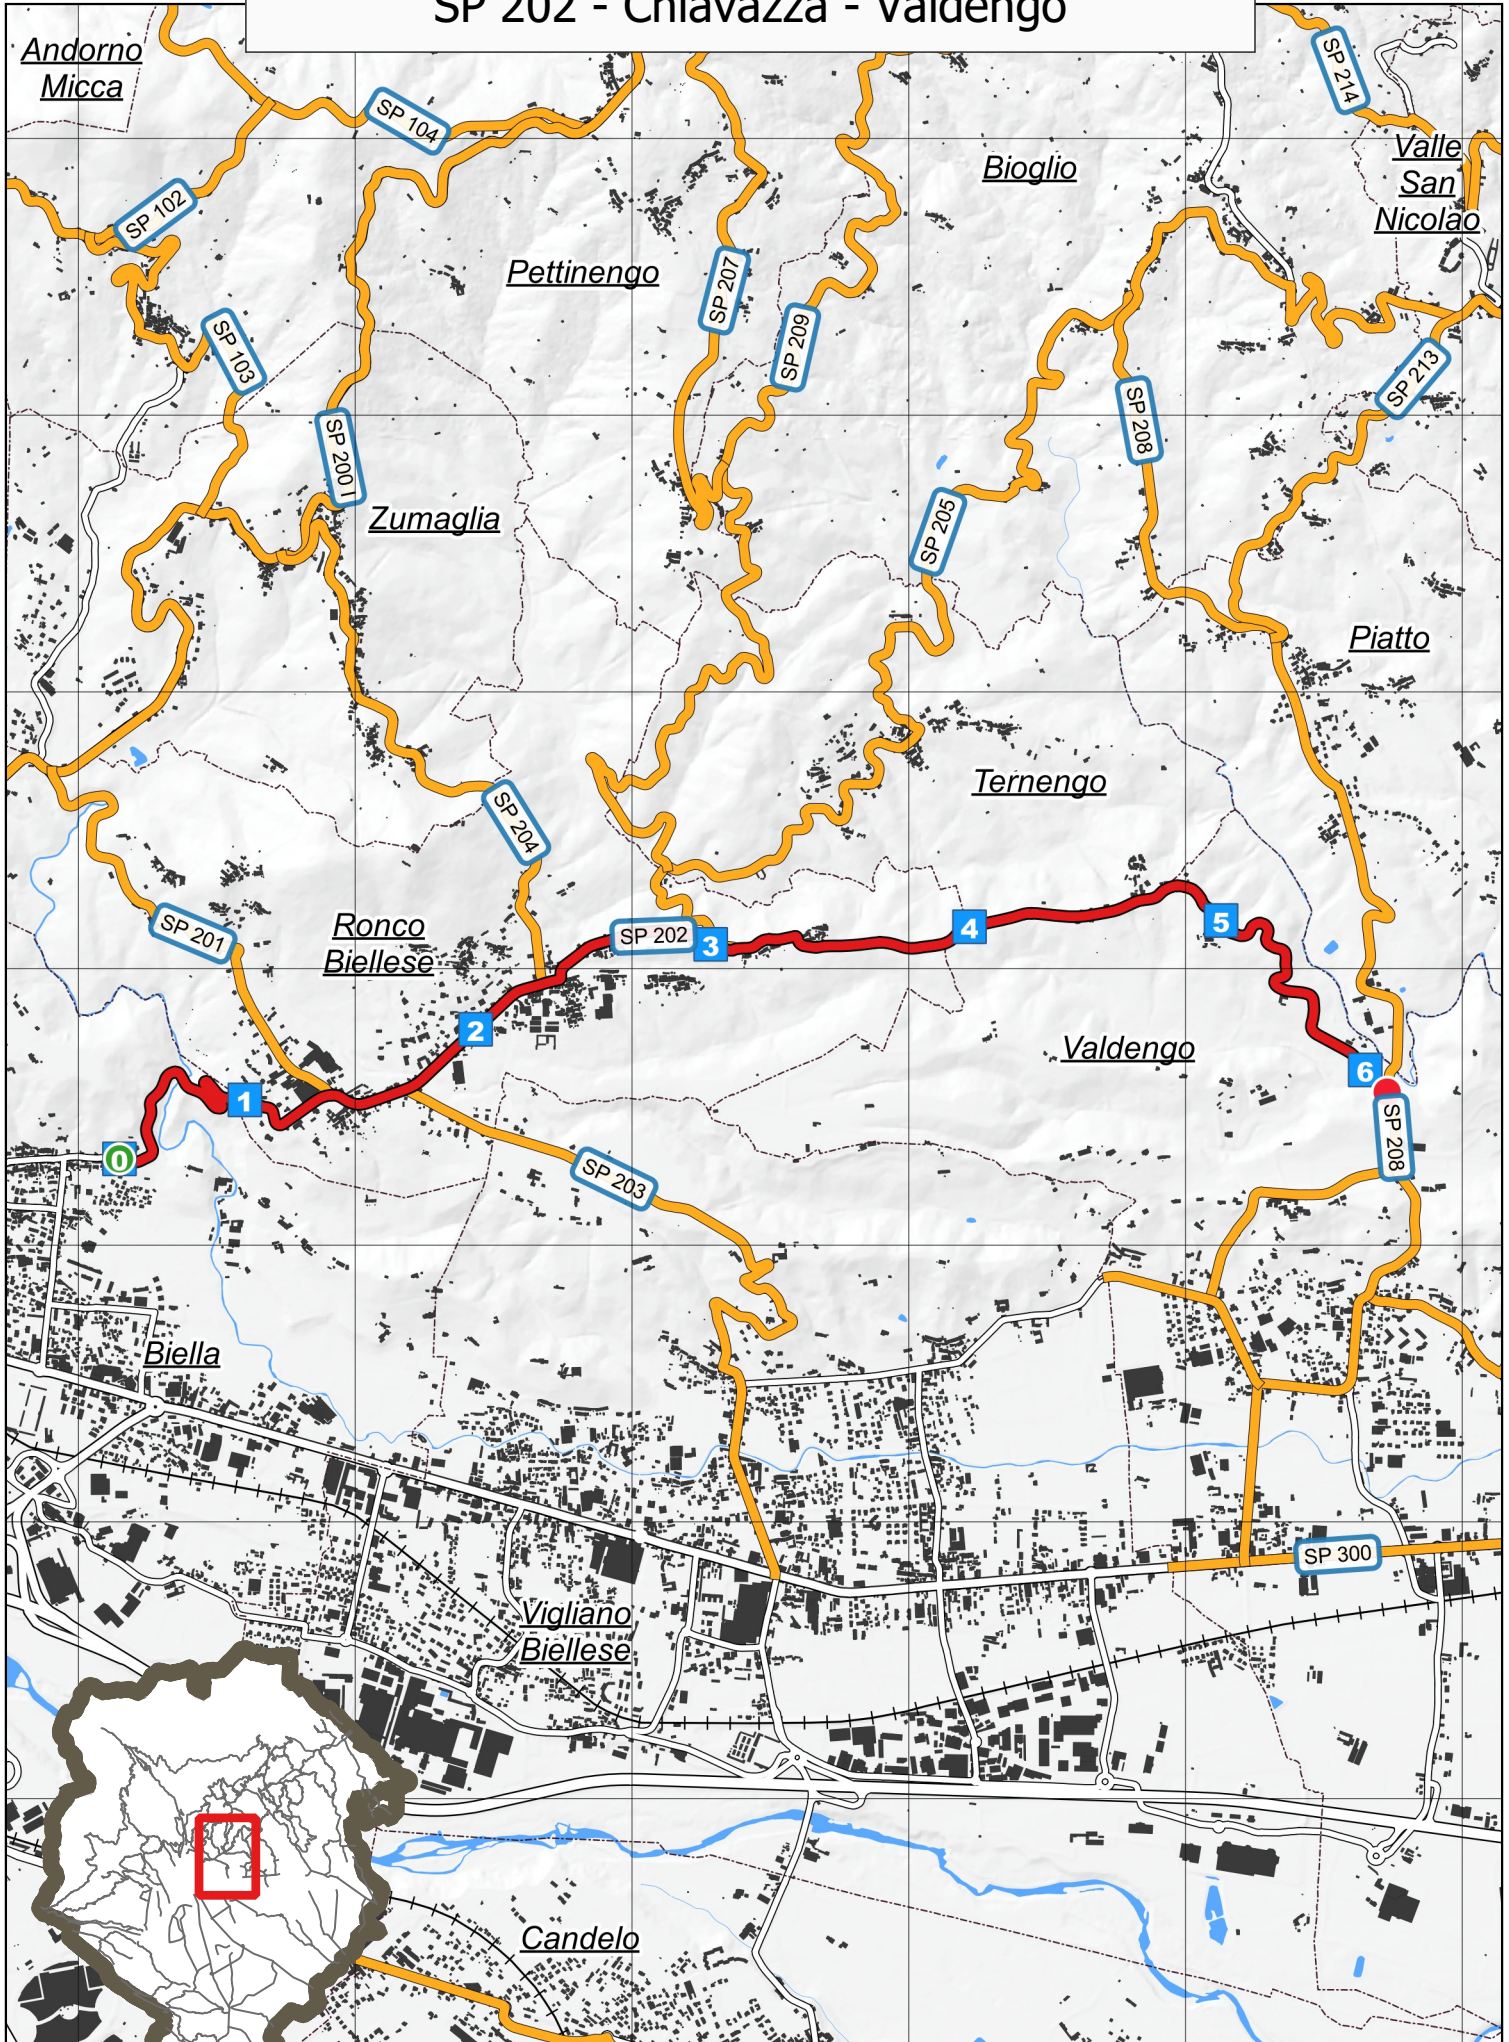 SP 202 - Chiavazza - Valdengo
Andorno
Micca
SP 214
SP 104
Valle
San
Nicolao
Bioglio
SP 102
Pettinengo
SP 207
SP 209
SP 103
SP 213
SP 208
SP 200 I
Zumaglia
SP 205
Piatto
Ternengo
SP 204
SP 201
Ronco
Biellese
SP 202
3
4
5
2
Valdengo
6
1
0
SP 208
SP 203
Biella
SP 300
Vigliano
Biellese
Candelo